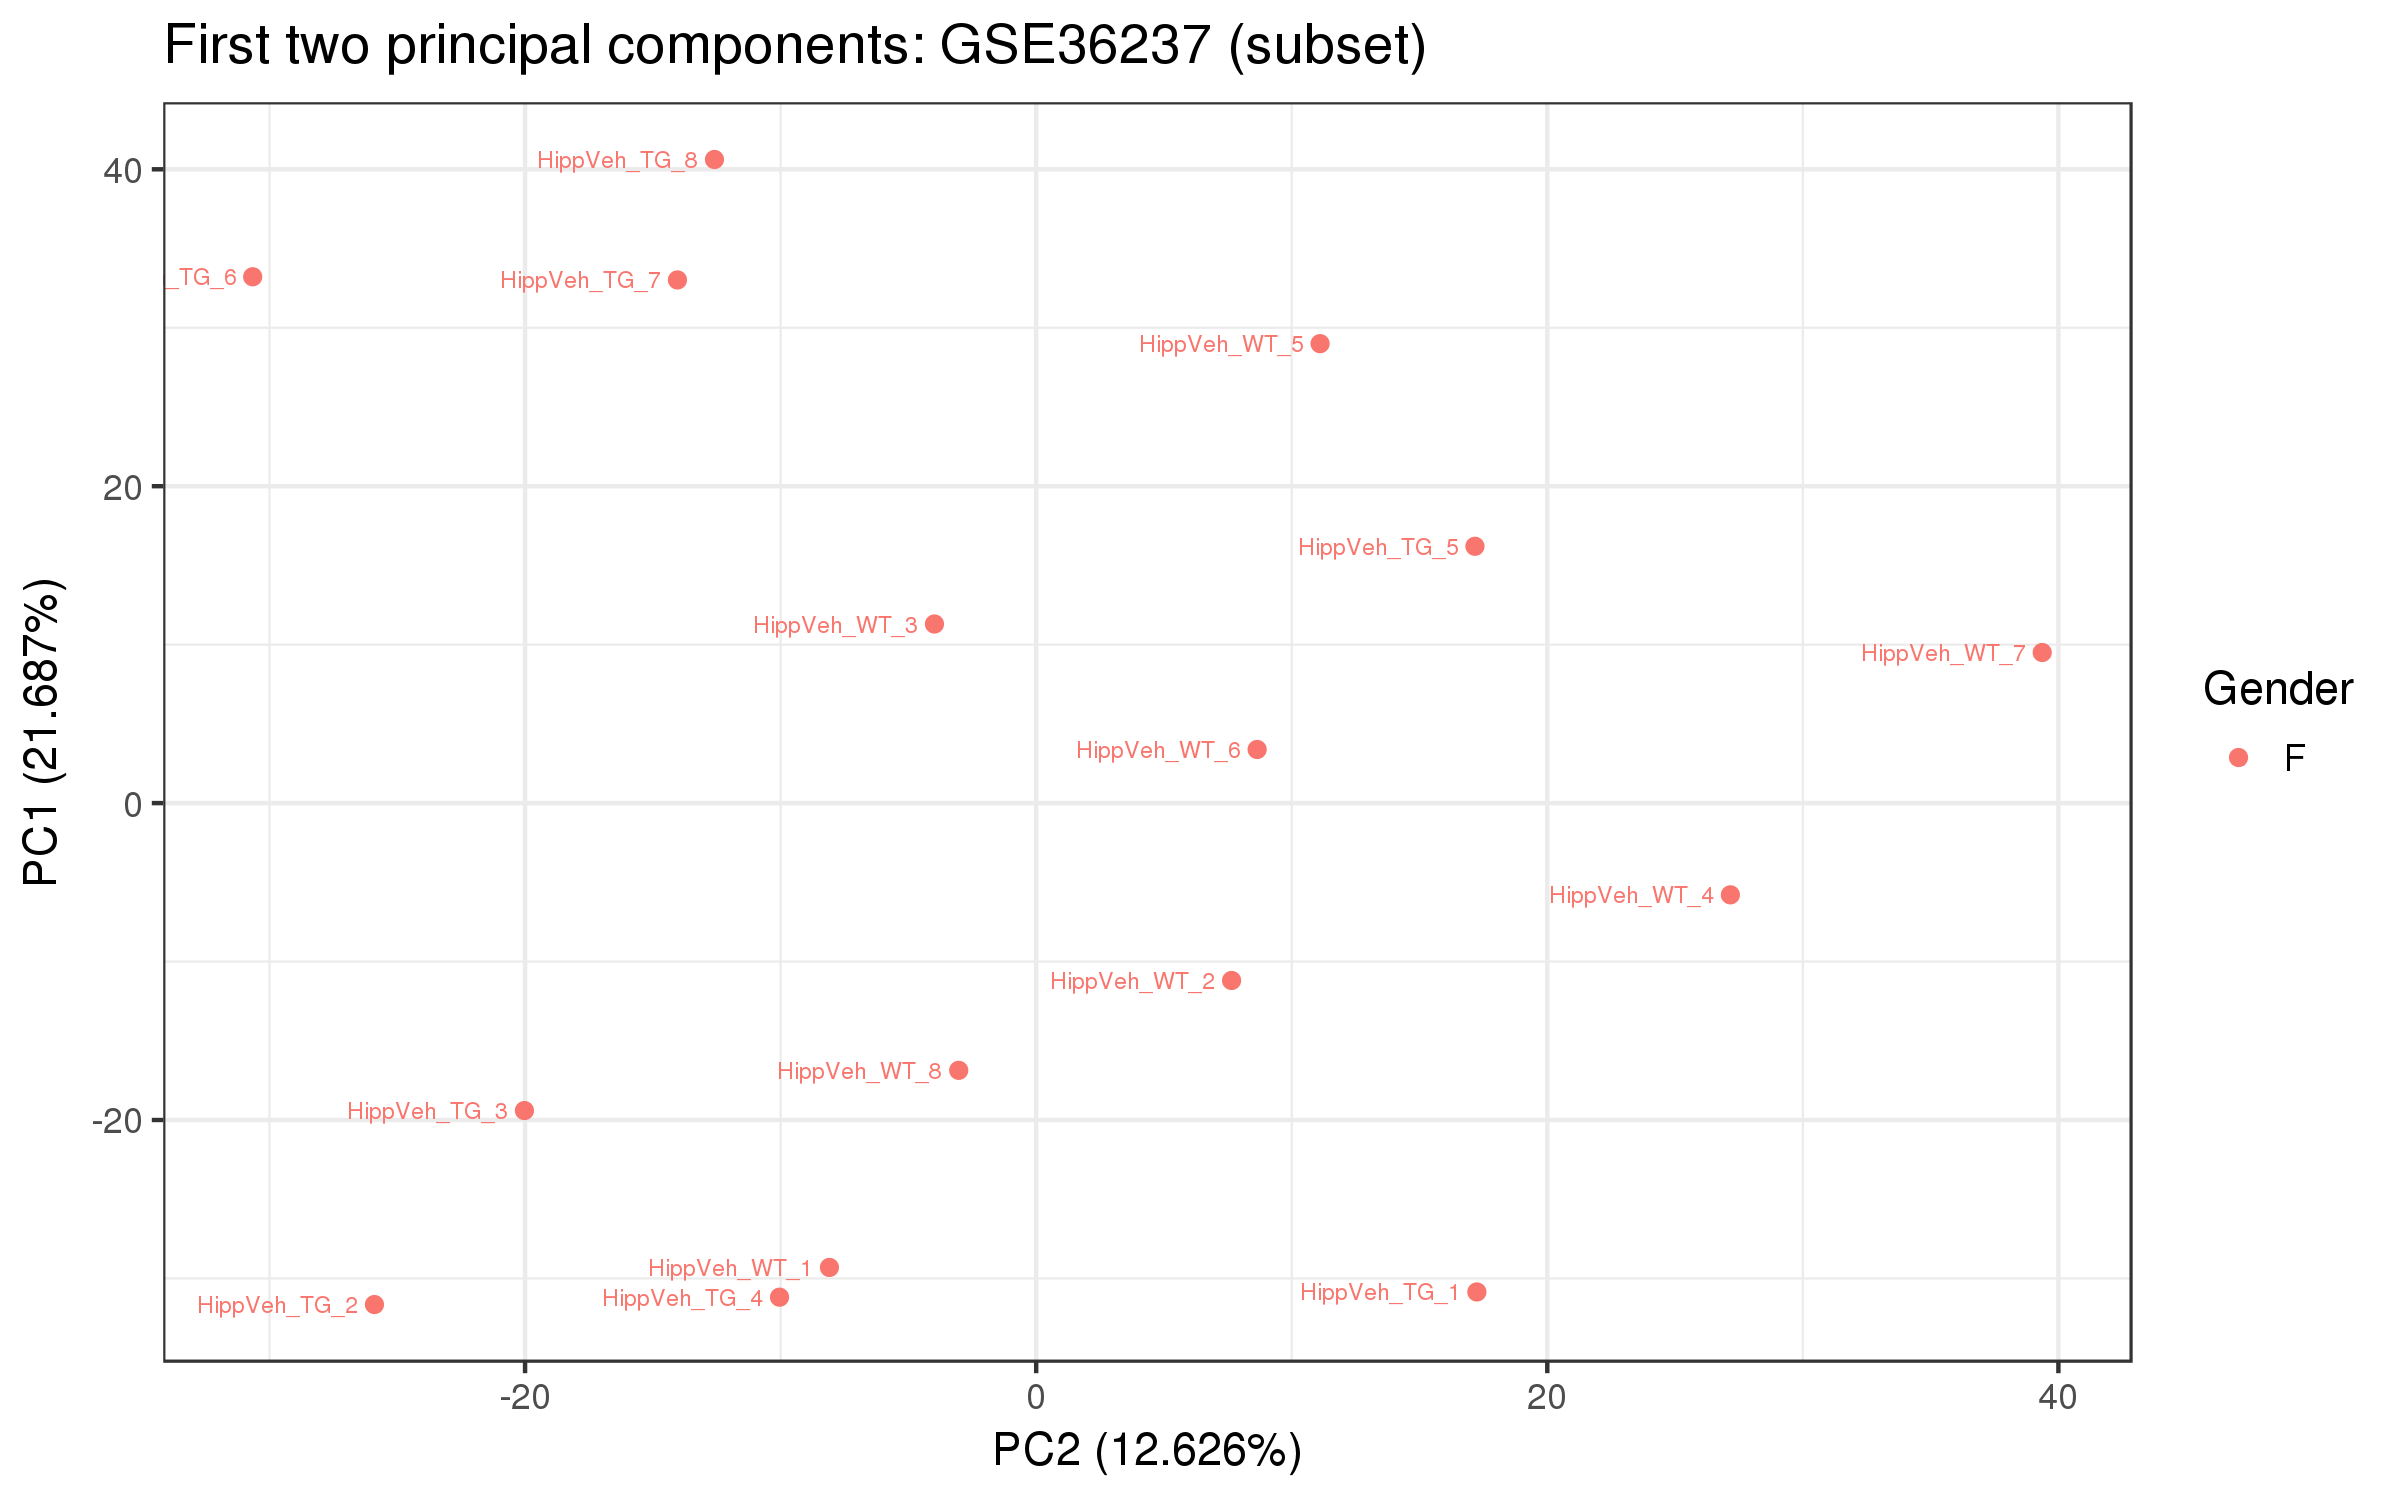 First two principal components: GSE36237 (subset)
HippVeh_TG_8
40
_TG_6
HippVeh_TG_7
HippVeh_WT_5
20
HippVeh_TG_5
HippVeh_WT_3
HippVeh_WT_7
Gender
F
HippVeh_WT_6
PC1 (21.687%)
0
HippVeh_WT_4
HippVeh_WT_2
HippVeh_WT_8
HippVeh_TG_3
-20
HippVeh_WT_1
HippVeh_TG_4
HippVeh_TG_1
HippVeh_TG_2
-20 0 20 40
PC2 (12.626%)